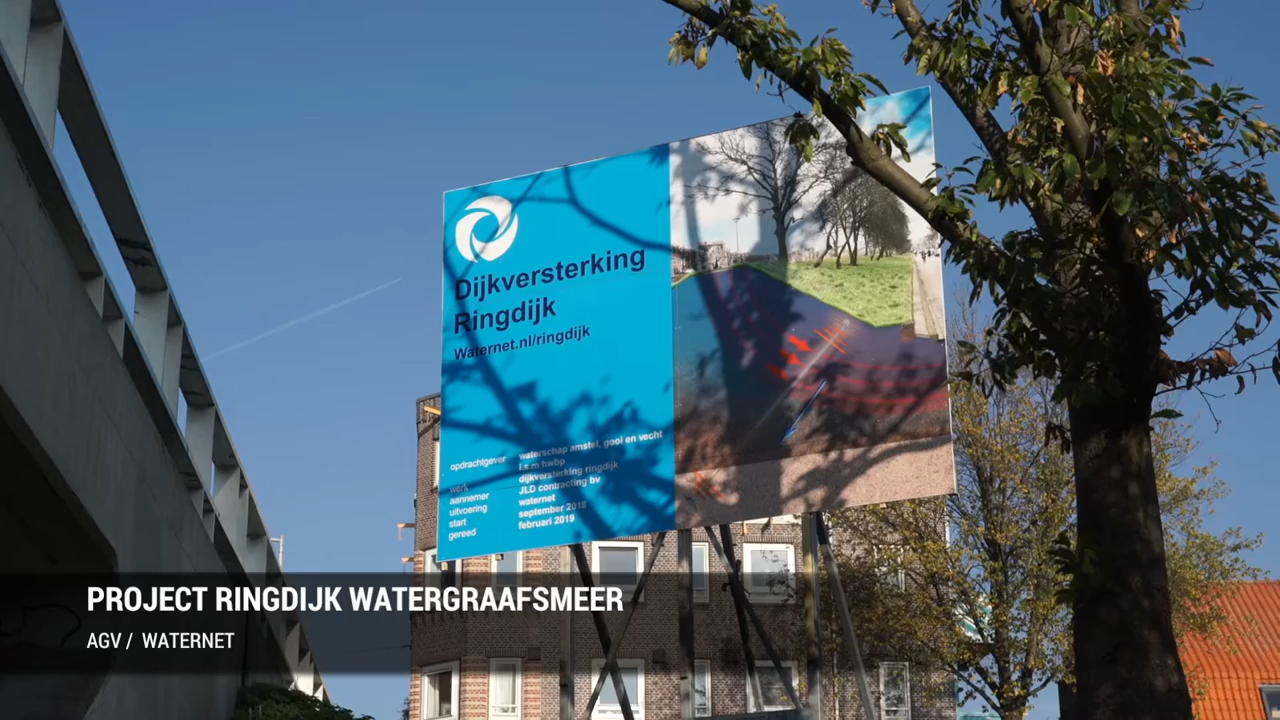 Dijkversterking
Ringdijk
Waternet.nl/ringdijk
opdrachtgever waterschap amstel, gooi en vecht
i.s.m hwbp
werk dijkversterking ringdijk
aannemer JLD contracting bv
uitvoering waternet
start september 2018
gereed februari 2019
PROJECT RINGDIJK WATERGRAAFSMEER
AGV / WATERNET